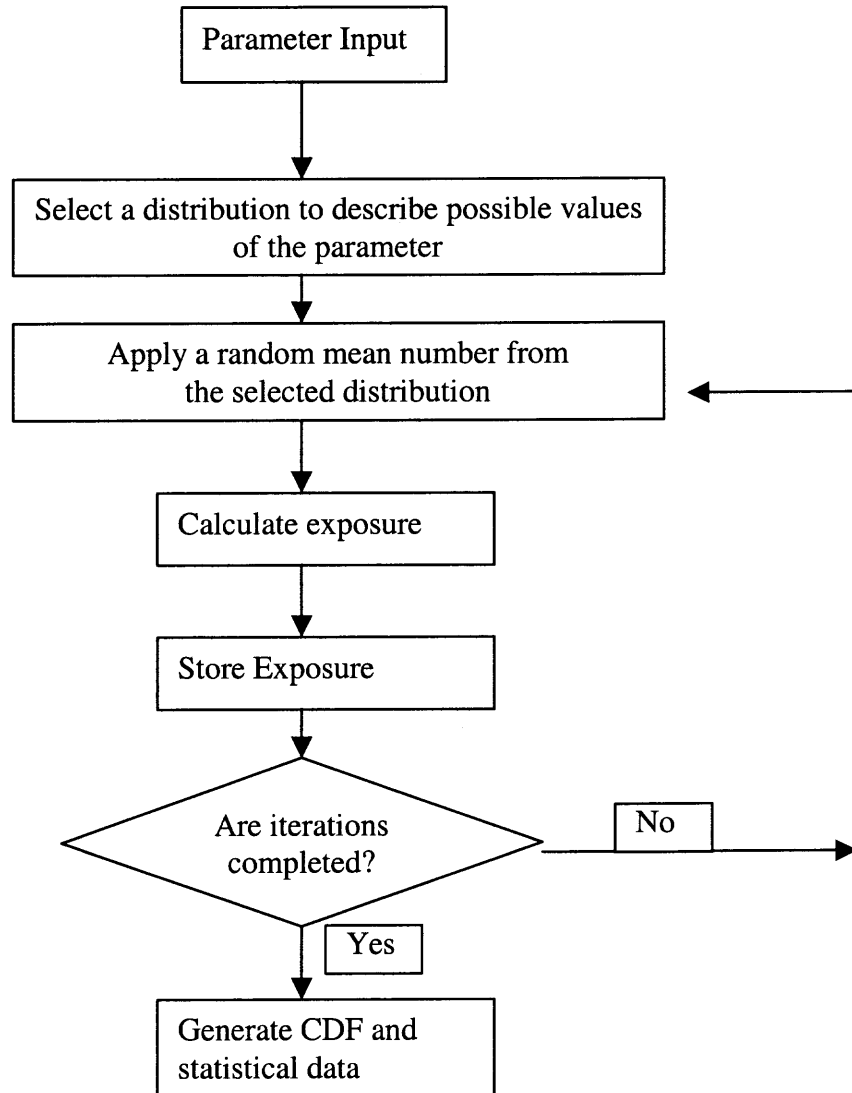 Parameter Input
Select a distribution to describe possible values
of the parameter
Apply a random mean number from
the selected distribution
Calculate exposure
Store Exposure
Are iterations
completed?
No
Yes
Generate CDF and
statistical data